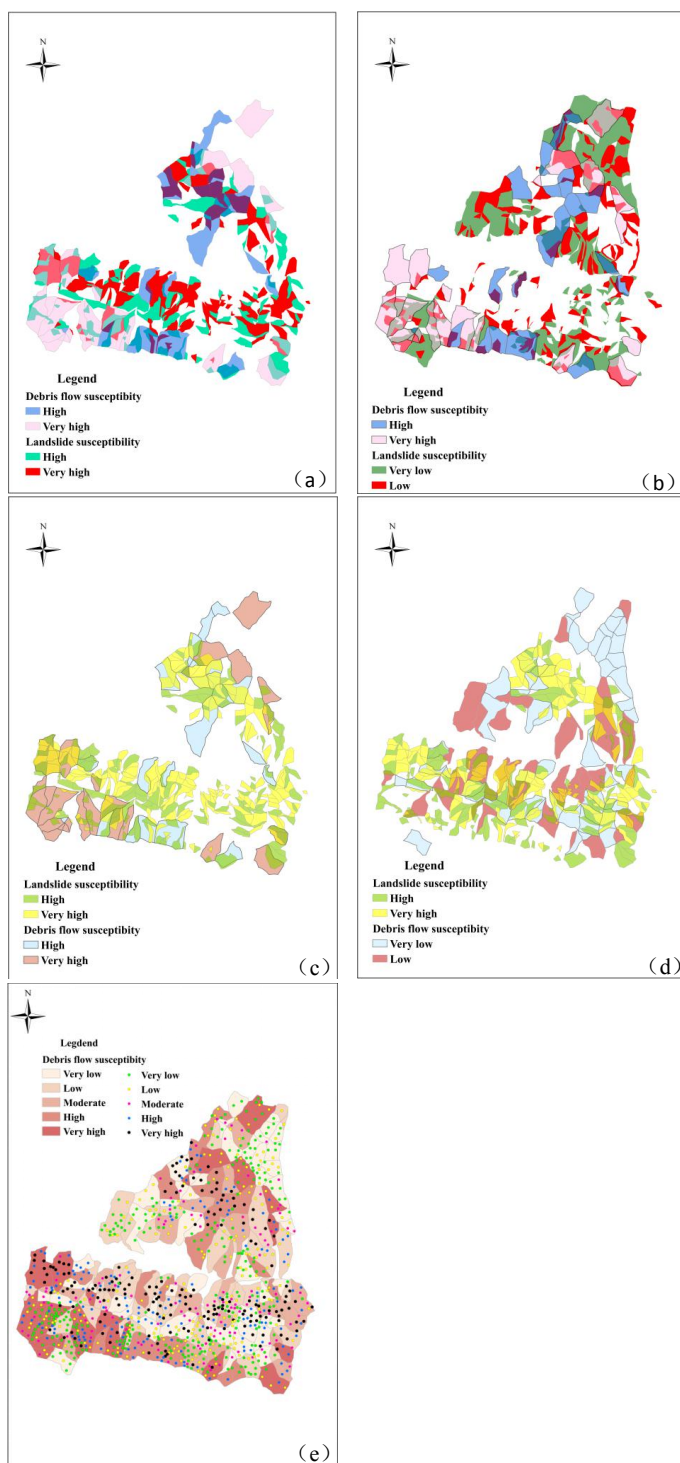 N
Legend
Debris flow susceptibity
High
Very high
Landslide susceptibility
High
Very high
（a）
N
Legend
Debris flow susceptibity
High
Very high
Landslide susceptibility
Very low
Low
（b）
N
Legend
Landslide susceptibility
High
Very high
Debris flow susceptibity
High
Very high
（c）
N
Legend
Landslide susceptibility
High
Very high
Debris flow susceptibity
Very low
Low
（d）
N
Legdend
Debris flow susceptibity
Very low Very low
Low Low
Moderate Moderate
High High
Very high Very high
（e）